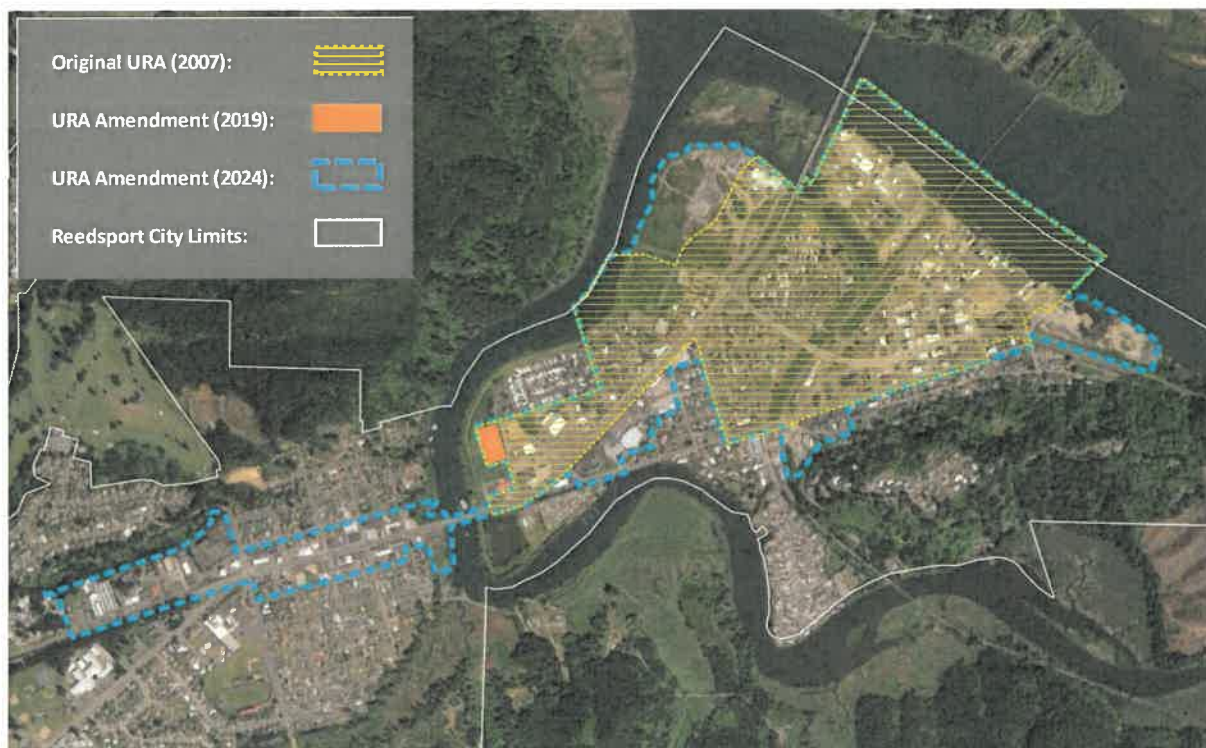 Original URA (2007):
URA Amendment (2019):
URA Amendment (2024):
Reedsport City Limits: